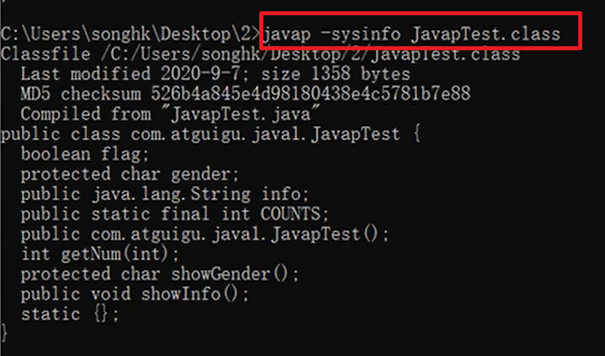 C:\Users\songhk\Desktop\2>javap -sysinfo JavapTest.class
Classfile /C:/Users/songhk/Desktop/2/JavapTest.class
Last modified 2020-9-7; size 1358 bytes
MD5 checksum 526b4a845e4d98180438e4c5781b7e88
Compiled from "JavapTest.java"
public class com.atguigu.java1.JavapTest {
boolean flag;
protected char gender;
public java.lang.String info;
public static final int COUNTS;
public com.atguigu.java1.JavapTest();
int getNum(int);
protected char showGender();
public void showInfo();
static {};
}